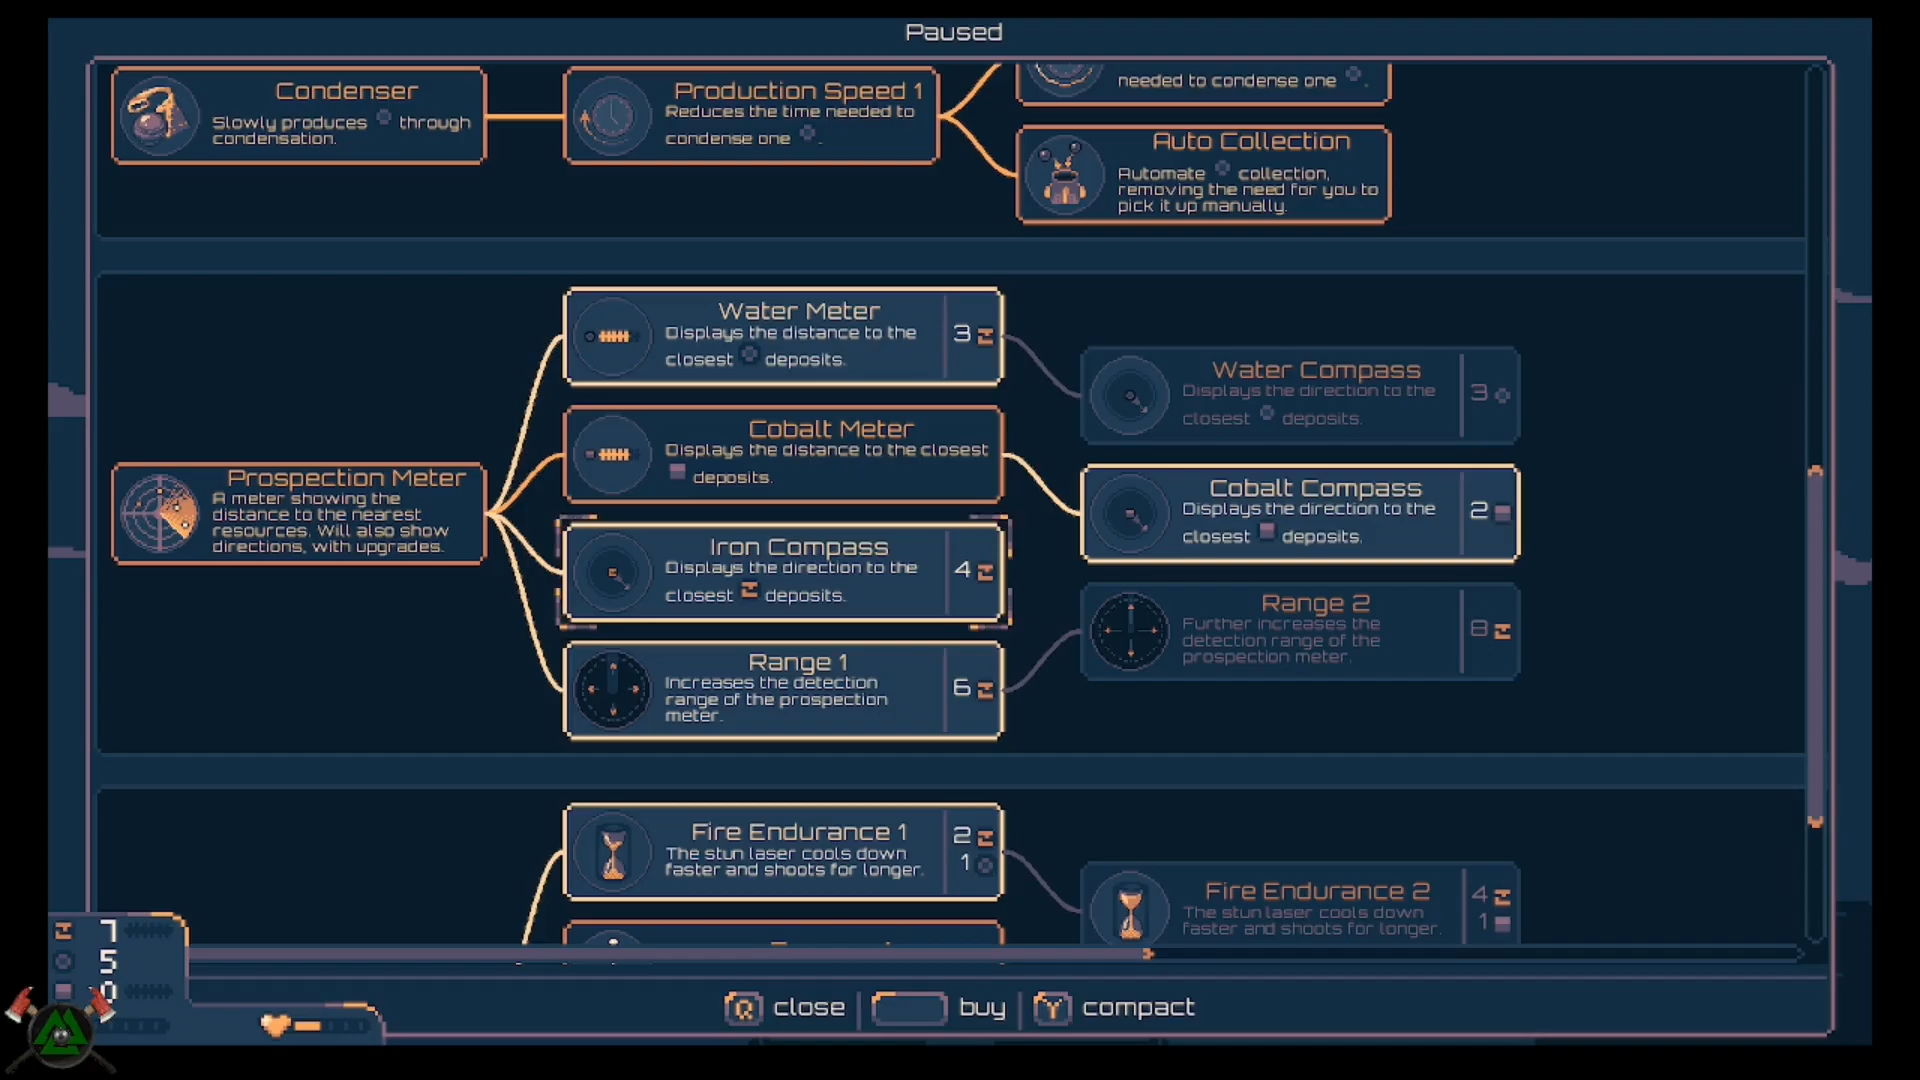 Paused
Condenser
Slowly produces through
condensation.
Production Speed 1
Reduces the time needed to
condense one .
needed to condense one .
Auto Collection
Automate collection,
removing the need for you to
pick it up manually.
Prospection Meter
A meter showing the
distance to the nearest
resources. Will also show
directions, with upgrades.
Water Meter
Displays the distance to the
closest deposits.
3
Water Compass
Displays the direction to the
closest deposits.
3
Cobalt Meter
Displays the distance to the closest
deposits.
Cobalt Compass
Displays the direction to the
closest deposits.
2
Iron Compass
Displays the direction to the
closest deposits.
4
Range 1
Increases the detection
range of the prospection
meter.
6
Range 2
Further increases the
detection range of the
prospection meter.
8
Fire Endurance 1
The stun laser cools down
faster and shoots for longer.
2
1
Fire Endurance 2
The stun laser cools down
faster and shoots for longer.
4
1
7
5
0
Q close buy Y compact